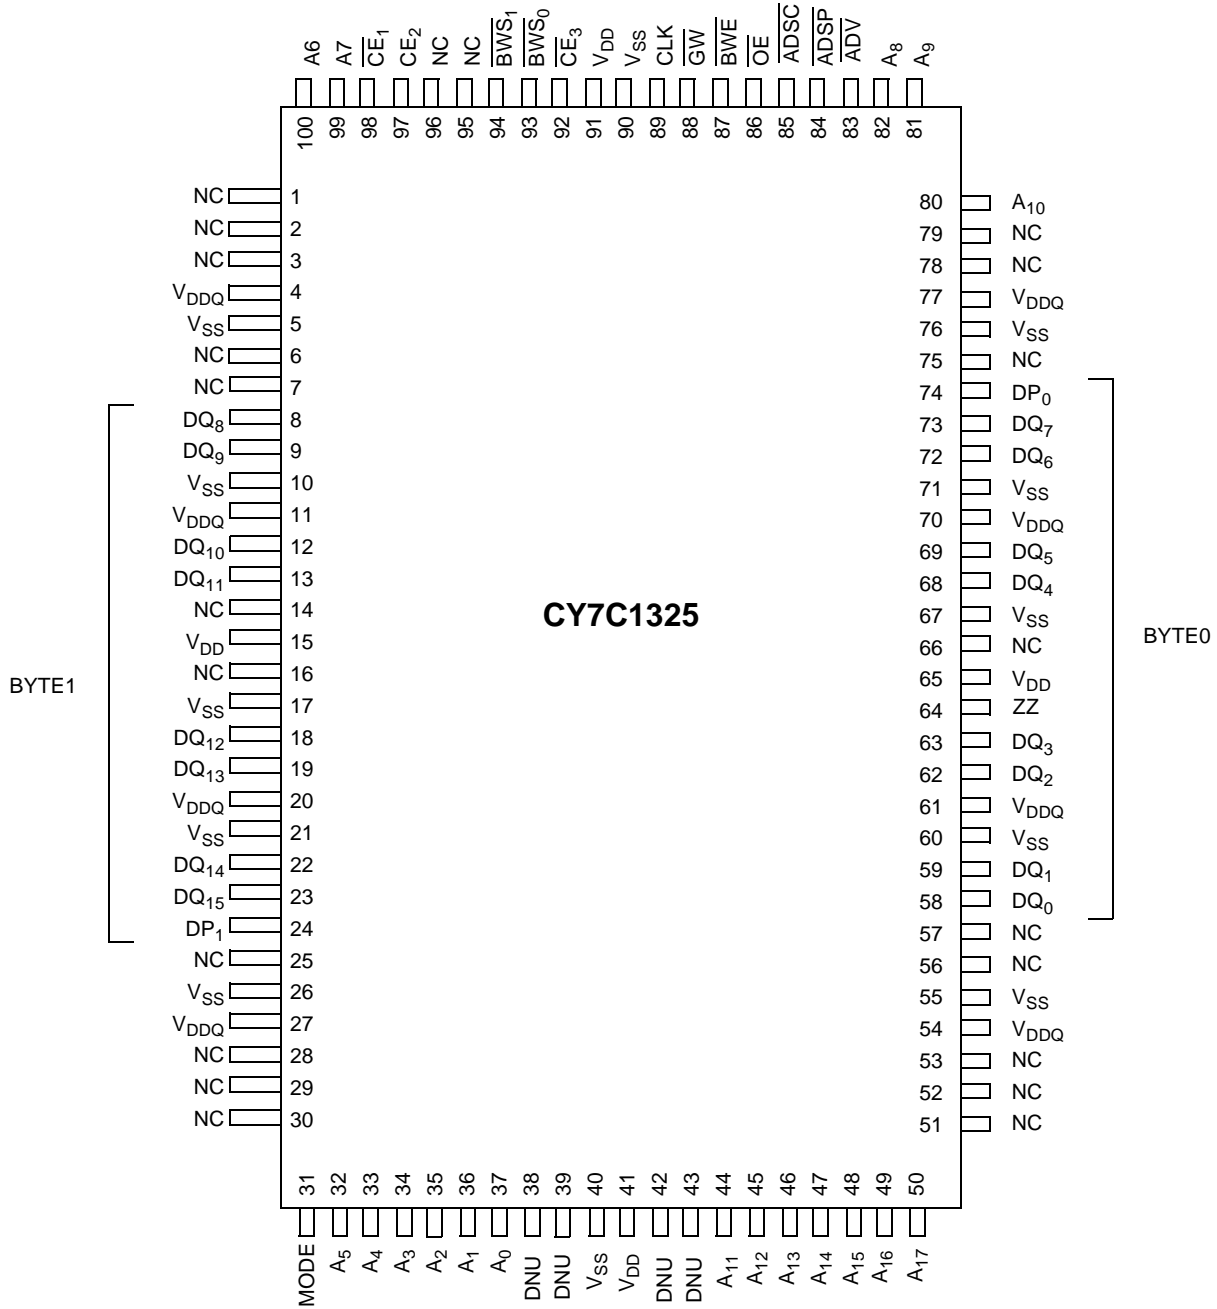 A6 A7 CE1 CE2 NC NC BWS1 BWS0 CE3 VDD VSS CLK GW BWE OE ADSC ADSP ADV A8 A9
100 99 98 97 96 95 94 93 92 91 90 89 88 87 86 85 84 83 82 81
NC 1
NC 2
NC 3
VDDQ 4
VSS 5
NC 6
NC 7
DQ8 8
DQ9 9
VSS 10
VDDQ 11
DQ10 12
DQ11 13
NC 14
VDD 15
NC 16
VSS 17
DQ12 18
DQ13 19
VDDQ 20
VSS 21
DQ14 22
DQ15 23
DP1 24
NC 25
VSS 26
VDDQ 27
NC 28
NC 29
NC 30
BYTE1
CY7C1325
80 A10
79 NC
78 NC
77 VDDQ
76 VSS
75 NC
74 DP0
73 DQ7
72 DQ6
71 VSS
70 VDDQ
69 DQ5
68 DQ4
67 VSS
66 NC
65 VDD
64 ZZ
63 DQ3
62 DQ2
61 VDDQ
60 VSS
59 DQ1
58 DQ0
57 NC
56 NC
55 VSS
54 VDDQ
53 NC
52 NC
51 NC
BYTE0
31 32 33 34 35 36 37 38 39 40 41 42 43 44 45 46 47 48 49 50
MODE A5 A4 A3 A2 A1 A0 DNU DNU VSS VDD DNU DNU A11 A12 A13 A14 A15 A16 A17